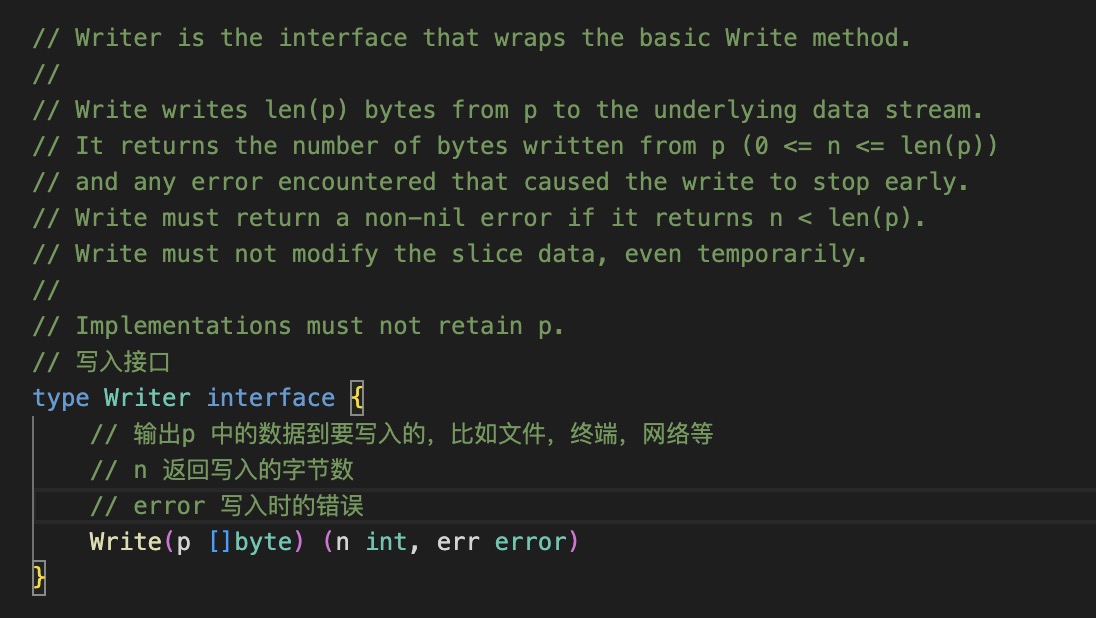 // Writer is the interface that wraps the basic Write method.
//
// Write writes len(p) bytes from p to the underlying data stream.
// It returns the number of bytes written from p (0 <= n <= len(p))
// and any error encountered that caused the write to stop early.
// Write must return a non-nil error if it returns n < len(p).
// Write must not modify the slice data, even temporarily.
//
// Implementations must not retain p.
// 写入接口
type Writer interface {
    // 输出p 中的数据到要写入的，比如文件，终端，网络等
    // n 返回写入的字节数
    // error 写入时的错误
    Write(p []byte) (n int, err error)
}